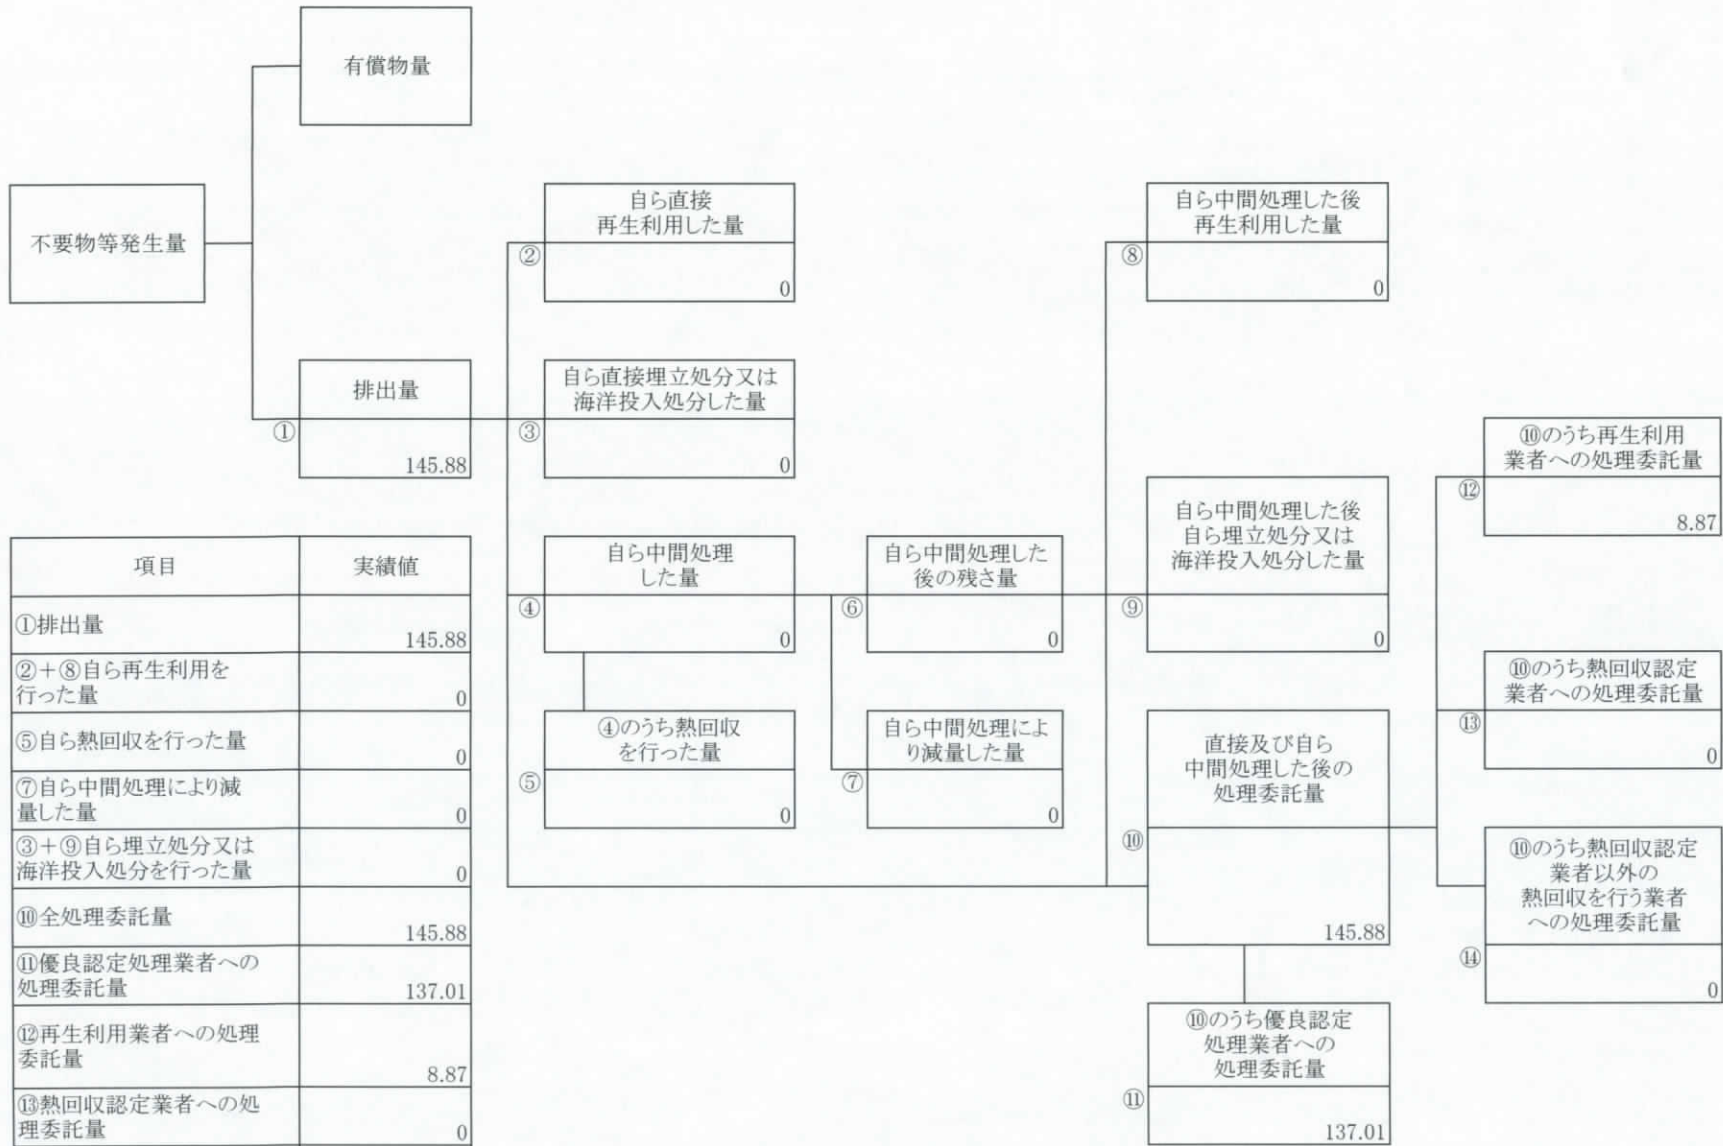 有償物量
不要物等発生量
自ら直接
再生利用した量
②
0
自ら中間処理した後
再生利用した量
⑧
0
排出量
①
145.88
自ら直接埋立処分又は
海洋投入処分した量
③
0
⑩のうち再生利用
業者への処理委託量
⑫
8.87
自ら中間処理
した量
④
0
自ら中間処理した
後の残さ量
⑥
0
自ら中間処理した後
自ら埋立処分又は
海洋投入処分した量
⑨
0
⑩のうち熱回収認定
業者への処理委託量
⑬
0
④のうち熱回収
を行った量
⑤
0
自ら中間処理によ
り減量した量
⑦
0
直接及び自ら
中間処理した後の
処理委託量
⑩
145.88
⑩のうち熱回収認定
業者以外の
熱回収を行う業者
への処理委託量
⑭
0
⑩のうち優良認定
処理業者への
処理委託量
⑪
137.01
項目 実績値
①排出量
145.88
②+⑧自ら再生利用を
行った量
0
⑤自ら熱回収を行った量
0
⑦自ら中間処理により減
量した量
0
③+⑨自ら埋立処分又は
海洋投入処分を行った量
0
⑩全処理委託量
145.88
⑪優良認定処理業者への
処理委託量
137.01
⑫再生利用業者への処理
委託量
8.87
⑬熱回収認定業者への処
理委託量
0